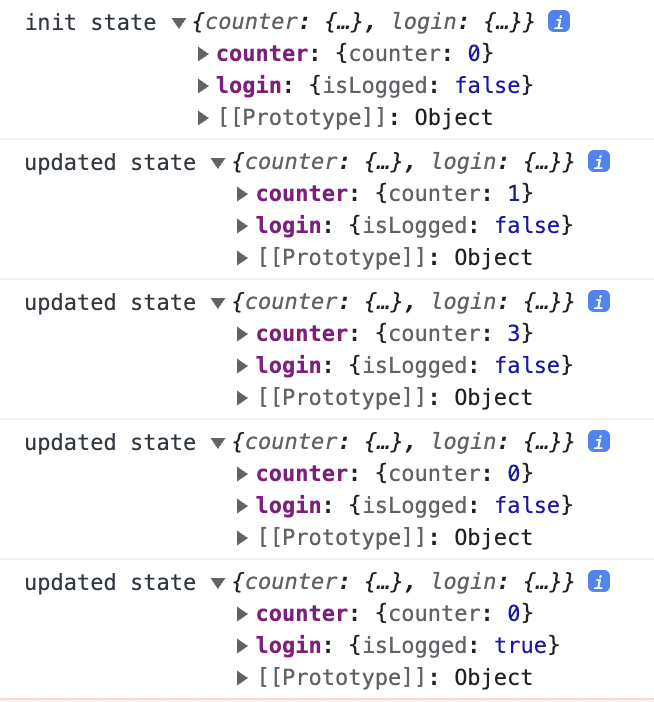 init state ▼{counter: {…}, login: {…}} i
▶counter: {counter: 0}
▶login: {isLogged: false}
▶[[Prototype]]: Object
updated state ▼{counter: {…}, login: {…}} i
▶counter: {counter: 1}
▶login: {isLogged: false}
▶[[Prototype]]: Object
updated state ▼{counter: {…}, login: {…}} i
▶counter: {counter: 3}
▶login: {isLogged: false}
▶[[Prototype]]: Object
updated state ▼{counter: {…}, login: {…}} i
▶counter: {counter: 0}
▶login: {isLogged: false}
▶[[Prototype]]: Object
updated state ▼{counter: {…}, login: {…}} i
▶counter: {counter: 0}
▶login: {isLogged: true}
▶[[Prototype]]: Object